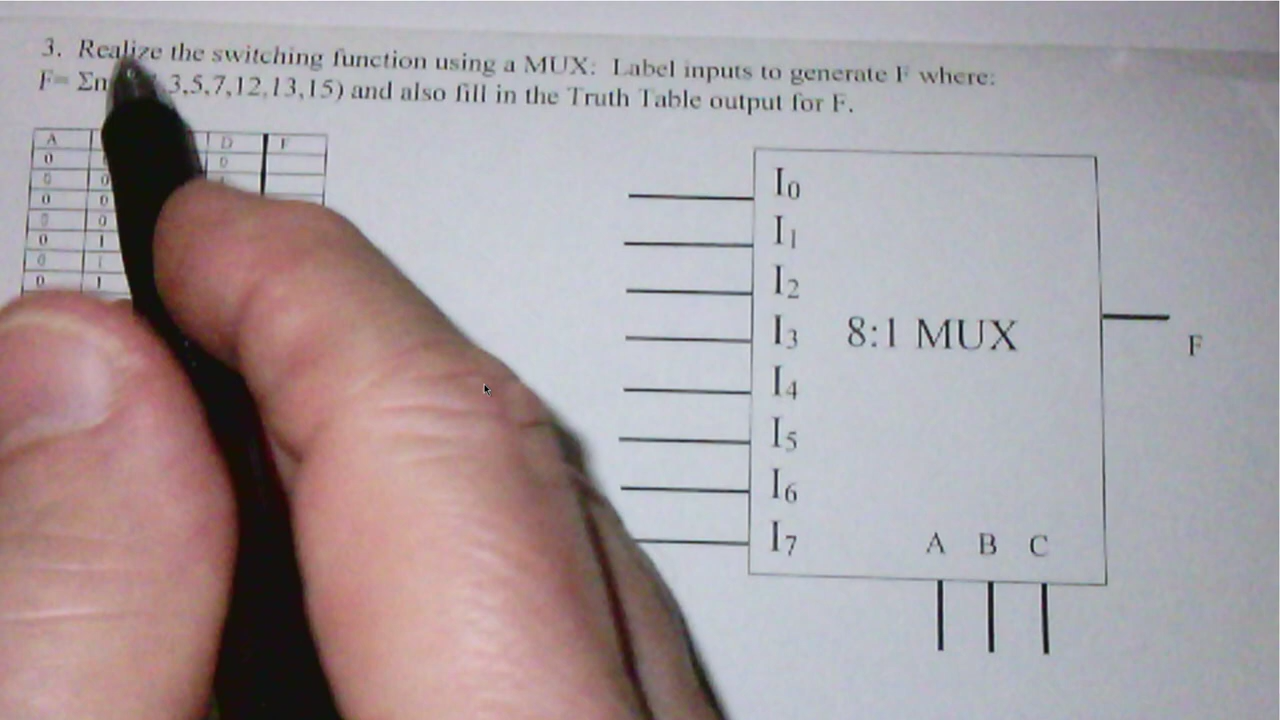 3. Realize the switching function using a MUX: Label inputs to generate F where:
F= Σm 3,5,7,12,13,15) and also fill in the Truth Table output for F.
A D F
0 0
0 0
0 0
0 0
0 1
0 1
0 1
I0
I1
I2
I3 8:1 MUX
F
I4
I5
I6
I7 A B C